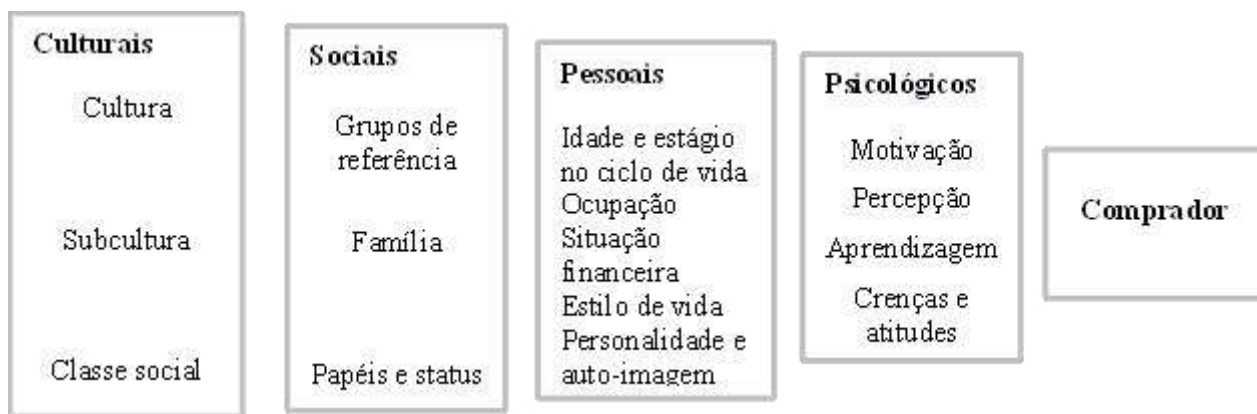 Culturais
Cultura
Subcultura
Classe social
Sociais
Grupos de
referência
Família
Papéis e status
Pessoais
Idade e estágio
no ciclo de vida
Ocupação
Situação
financeira
Estilo de vida
Personalidade e
auto-imagem
Psicológicos
Motivação
Percepção
Aprendizagem
Crenças e
atitudes
Comprador